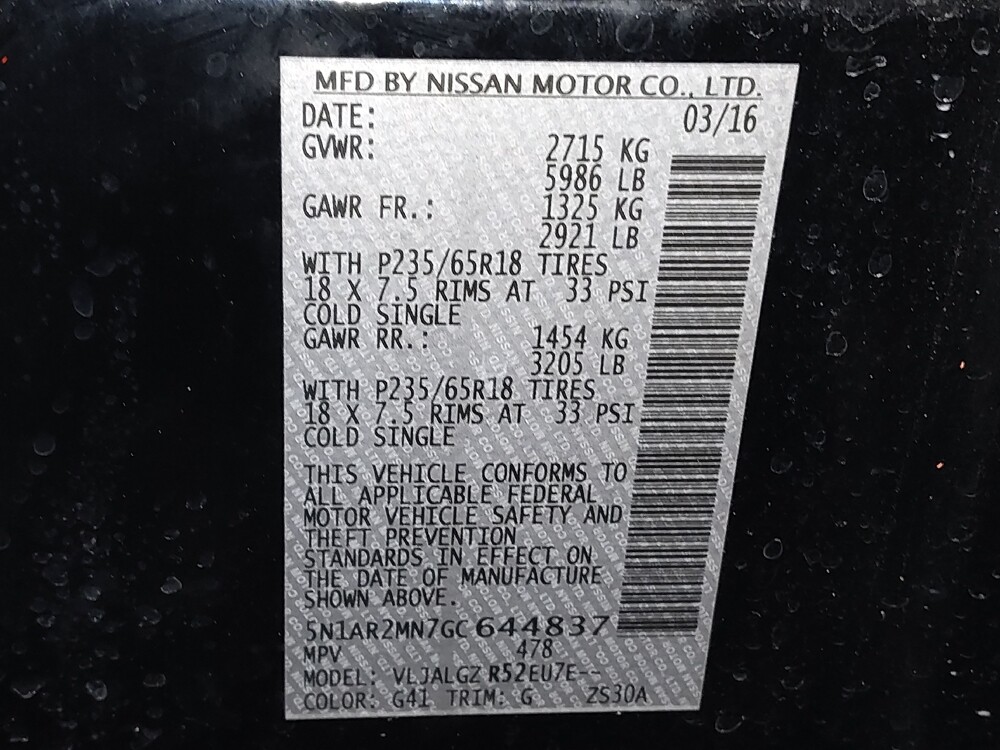 MFD BY NISSAN MOTOR CO., LTD.
DATE: 03/16
GVWR: 2715 KG
5986 LB
GAWR FR.: 1325 KG
2921 LB
WITH P235/65R18 TIRES
18 X 7.5 RIMS AT 33 PSI
COLD SINGLE
GAWR RR.: 1454 KG
3205 LB
WITH P235/65R18 TIRES
18 X 7.5 RIMS AT 33 PSI
COLD SINGLE
THIS VEHICLE CONFORMS TO
ALL APPLICABLE FEDERAL
MOTOR VEHICLE SAFETY AND
THEFT PREVENTION
STANDARDS IN EFFECT ON
THE DATE OF MANUFACTURE
SHOWN ABOVE.
5N1AR2MN7GC 644837
MPV 478
MODEL: VLJALGZ R52EU7E--
COLOR: G41 TRIM: G ZS30A